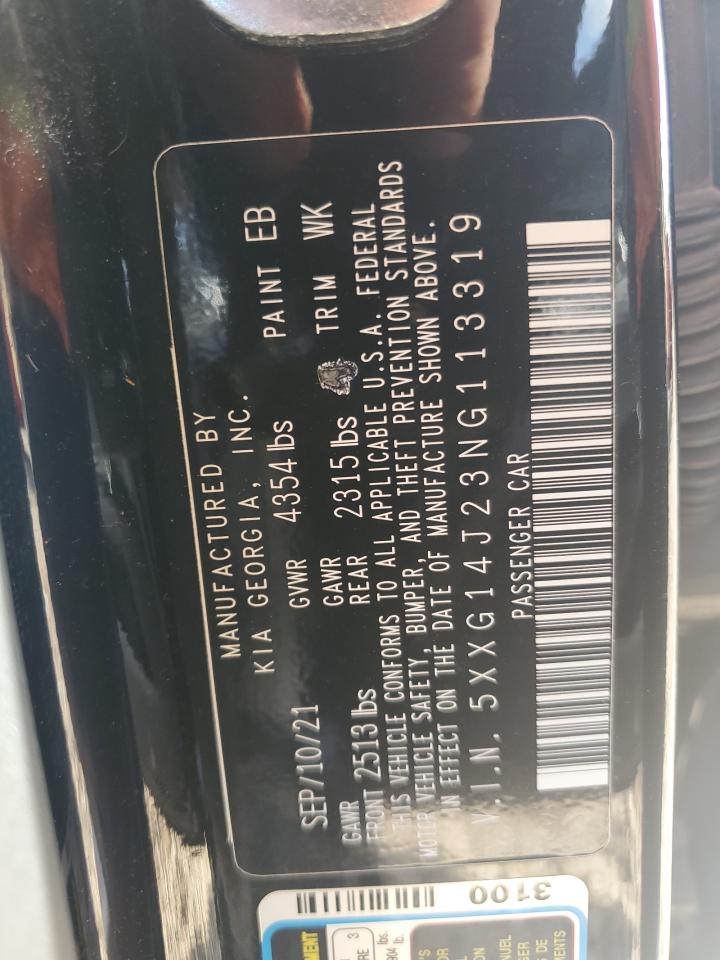 MANUFACTURED BY
KIA GEORGIA, INC.
SEP/10/21 GVWR 4354 lbs PAINT EB
GAWR FRONT 2513 lbs GAWR REAR 2315 lbs TRIM WK
THIS VEHICLE CONFORMS TO ALL APPLICABLE U.S.A. FEDERAL
MOTOR VEHICLE SAFETY, BUMPER, AND THEFT PREVENTION STANDARDS
IN EFFECT ON THE DATE OF MANUFACTURE SHOWN ABOVE.
V.I.N. 5XXG14J23NG113319
PASSENGER CAR
3100